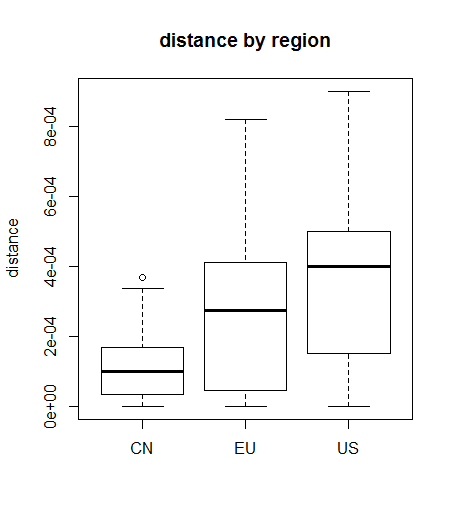 distance by region
distance
8e-04
6e-04
4e-04
2e-04
0e+00
CN EU US